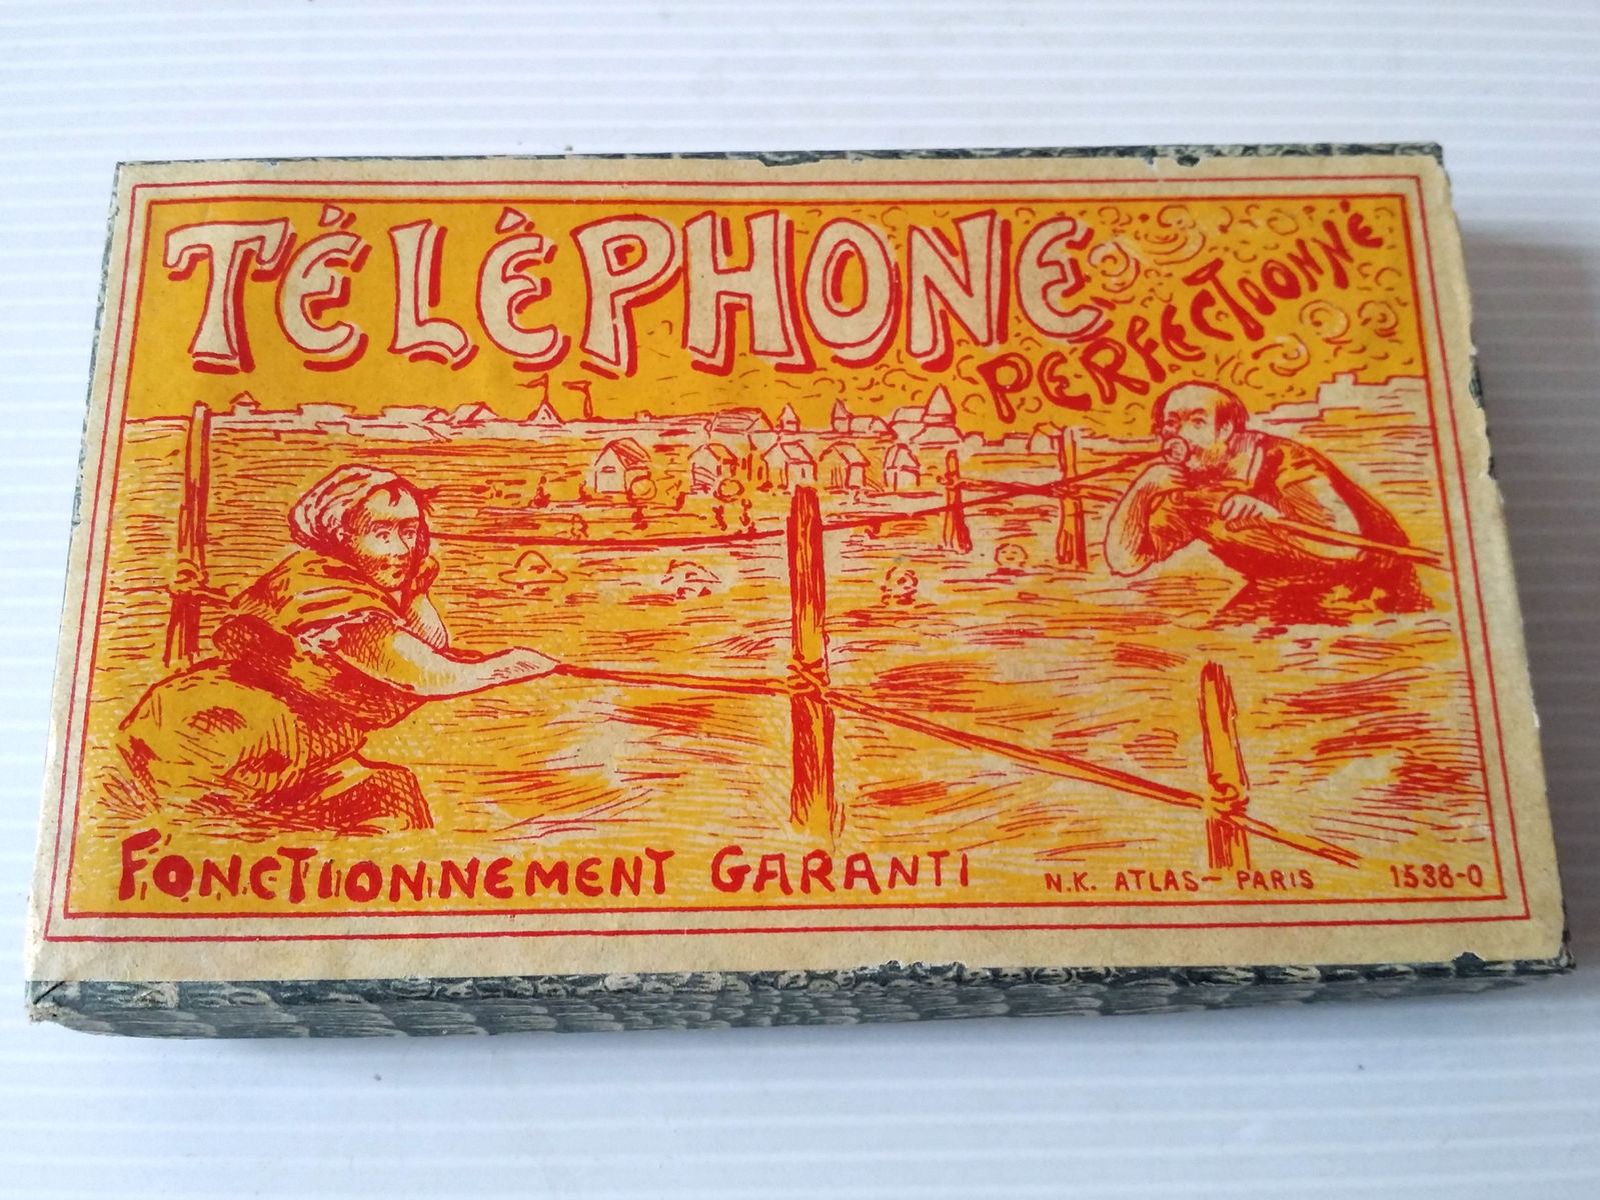 TÉLÉPHONE
PERFECTIONNÉ
FONCTIONNEMENT GARANTI
N.K. ATLAS - PARIS
1538-0